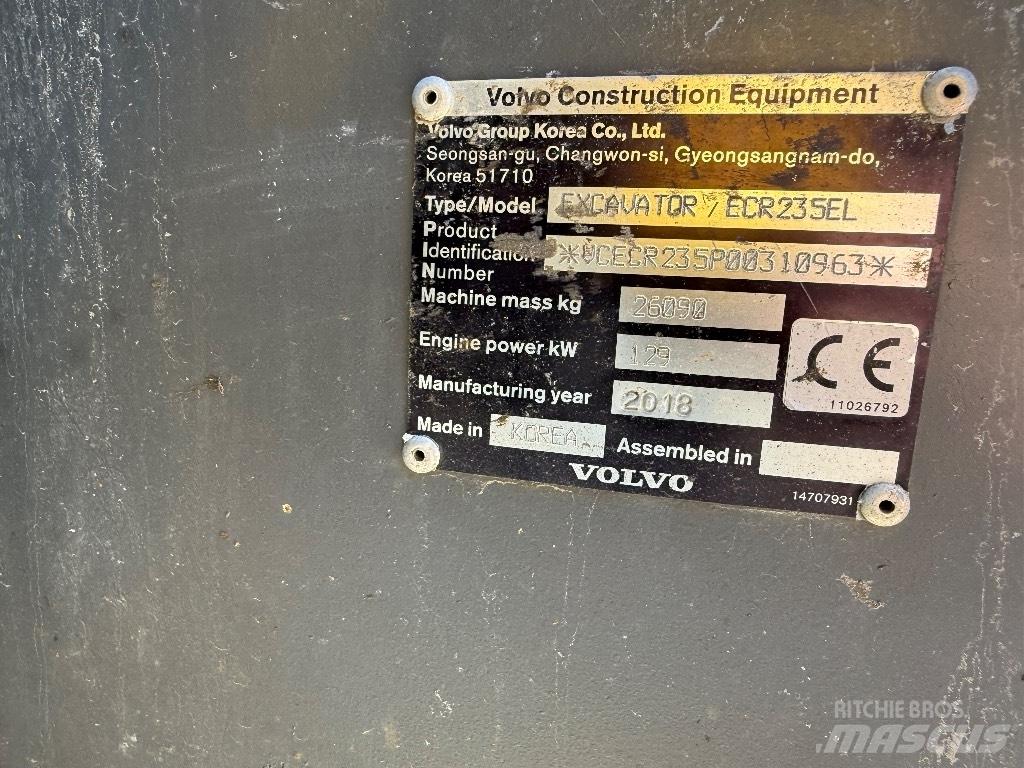 Volvo Construction Equipment
Volvo Group Korea Co., Ltd.
Seongsan-gu, Changwon-si, Gyeongsangnam-do,
Korea 51710
Type/Model EXCAVATOR / ECR235EL
Product
Identification *VCECR235P00310963*
Number
Machine mass kg 26090
Engine power kW 129
Manufacturing year 2018
CE
11026792
Made in KOREA
Assembled in
VOLVO
14707931
RITCHIE BROS.
MASCUS